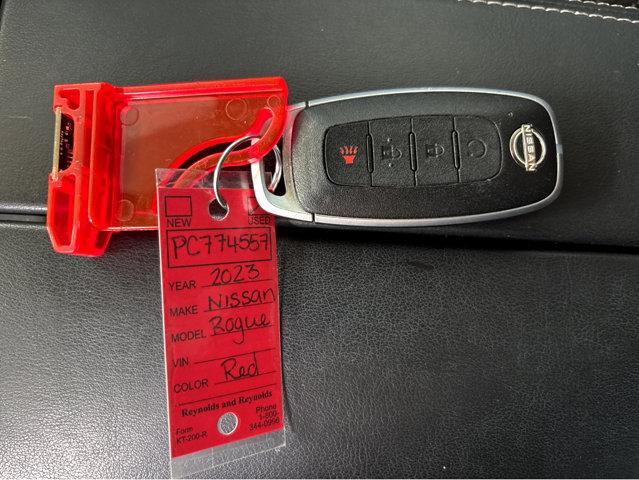 NISSAN
NEW USED
PC774557
YEAR 2023
MAKE Nissan
MODEL Rogue
VIN
COLOR Red
Reynolds and Reynolds
Form
KT-200-R
Phone
1-800-
344-0996